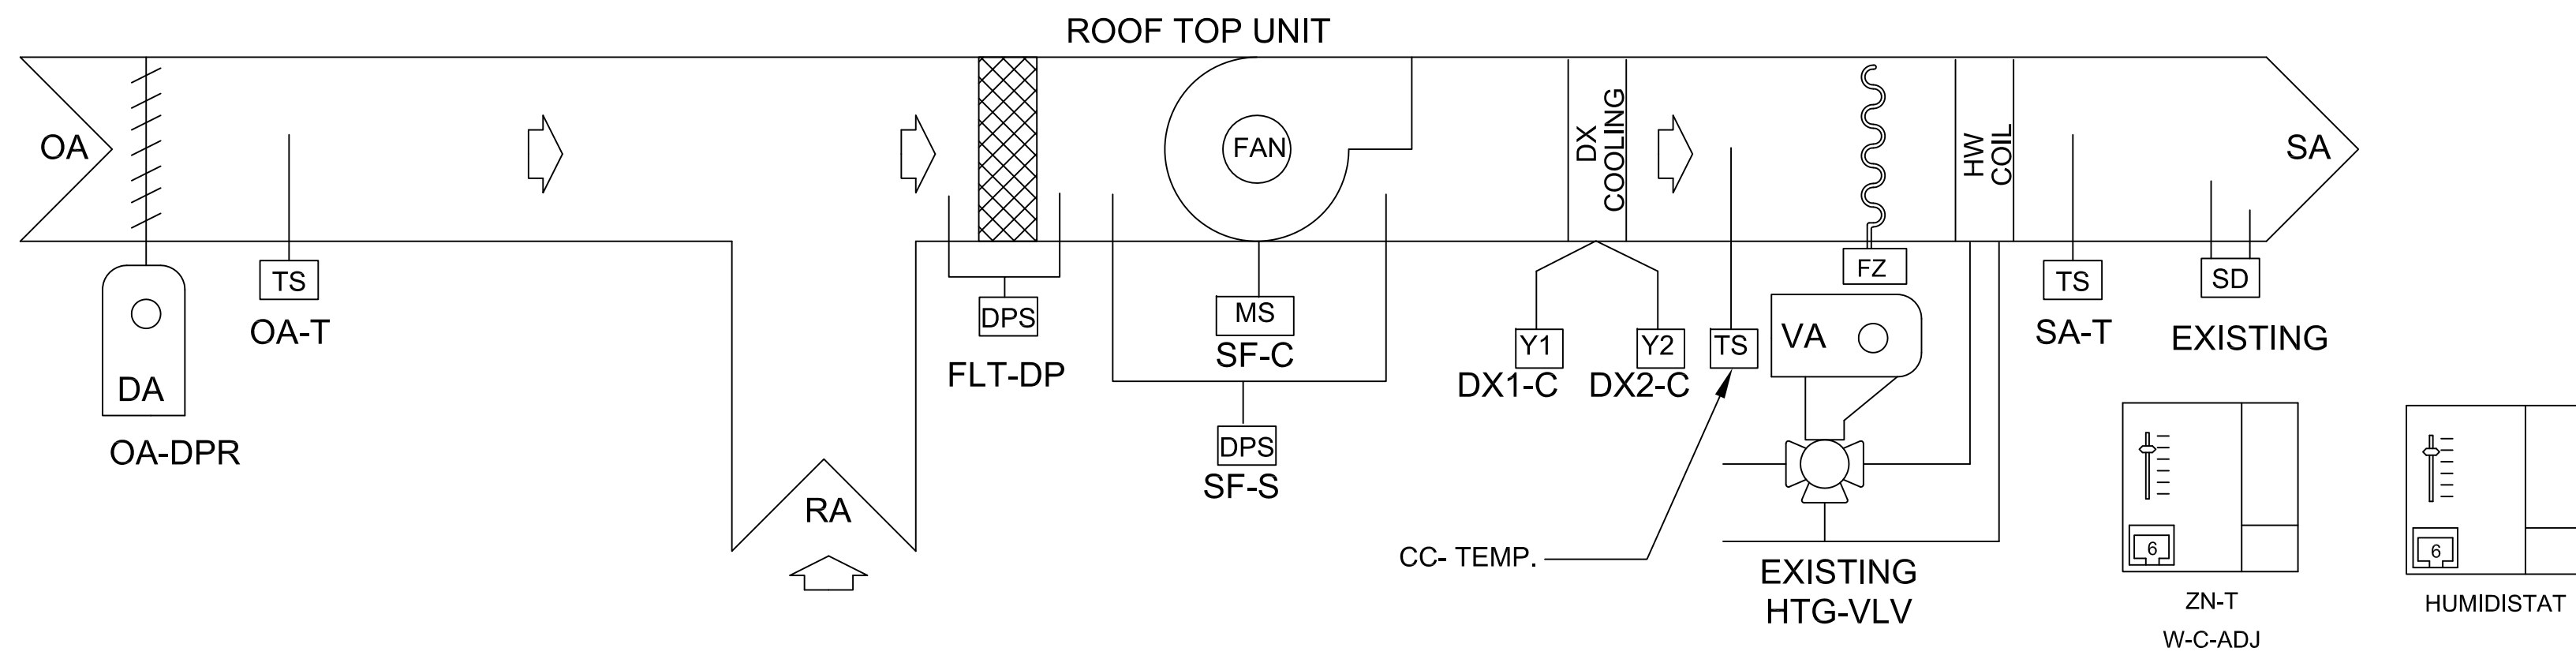 ROOF TOP UNIT
OA
FAN
DX
COOLING
HW
COIL
SA
TS
OA-T
DA
OA-DPR
RA
DPS
FLT-DP
MS
SF-C
DPS
SF-S
Y1
DX1-C
Y2
DX2-C
TS
CC- TEMP.
FZ
VA
EXISTING
HTG-VLV
TS
SA-T
SD
EXISTING
6
ZN-T
W-C-ADJ
6
HUMIDISTAT